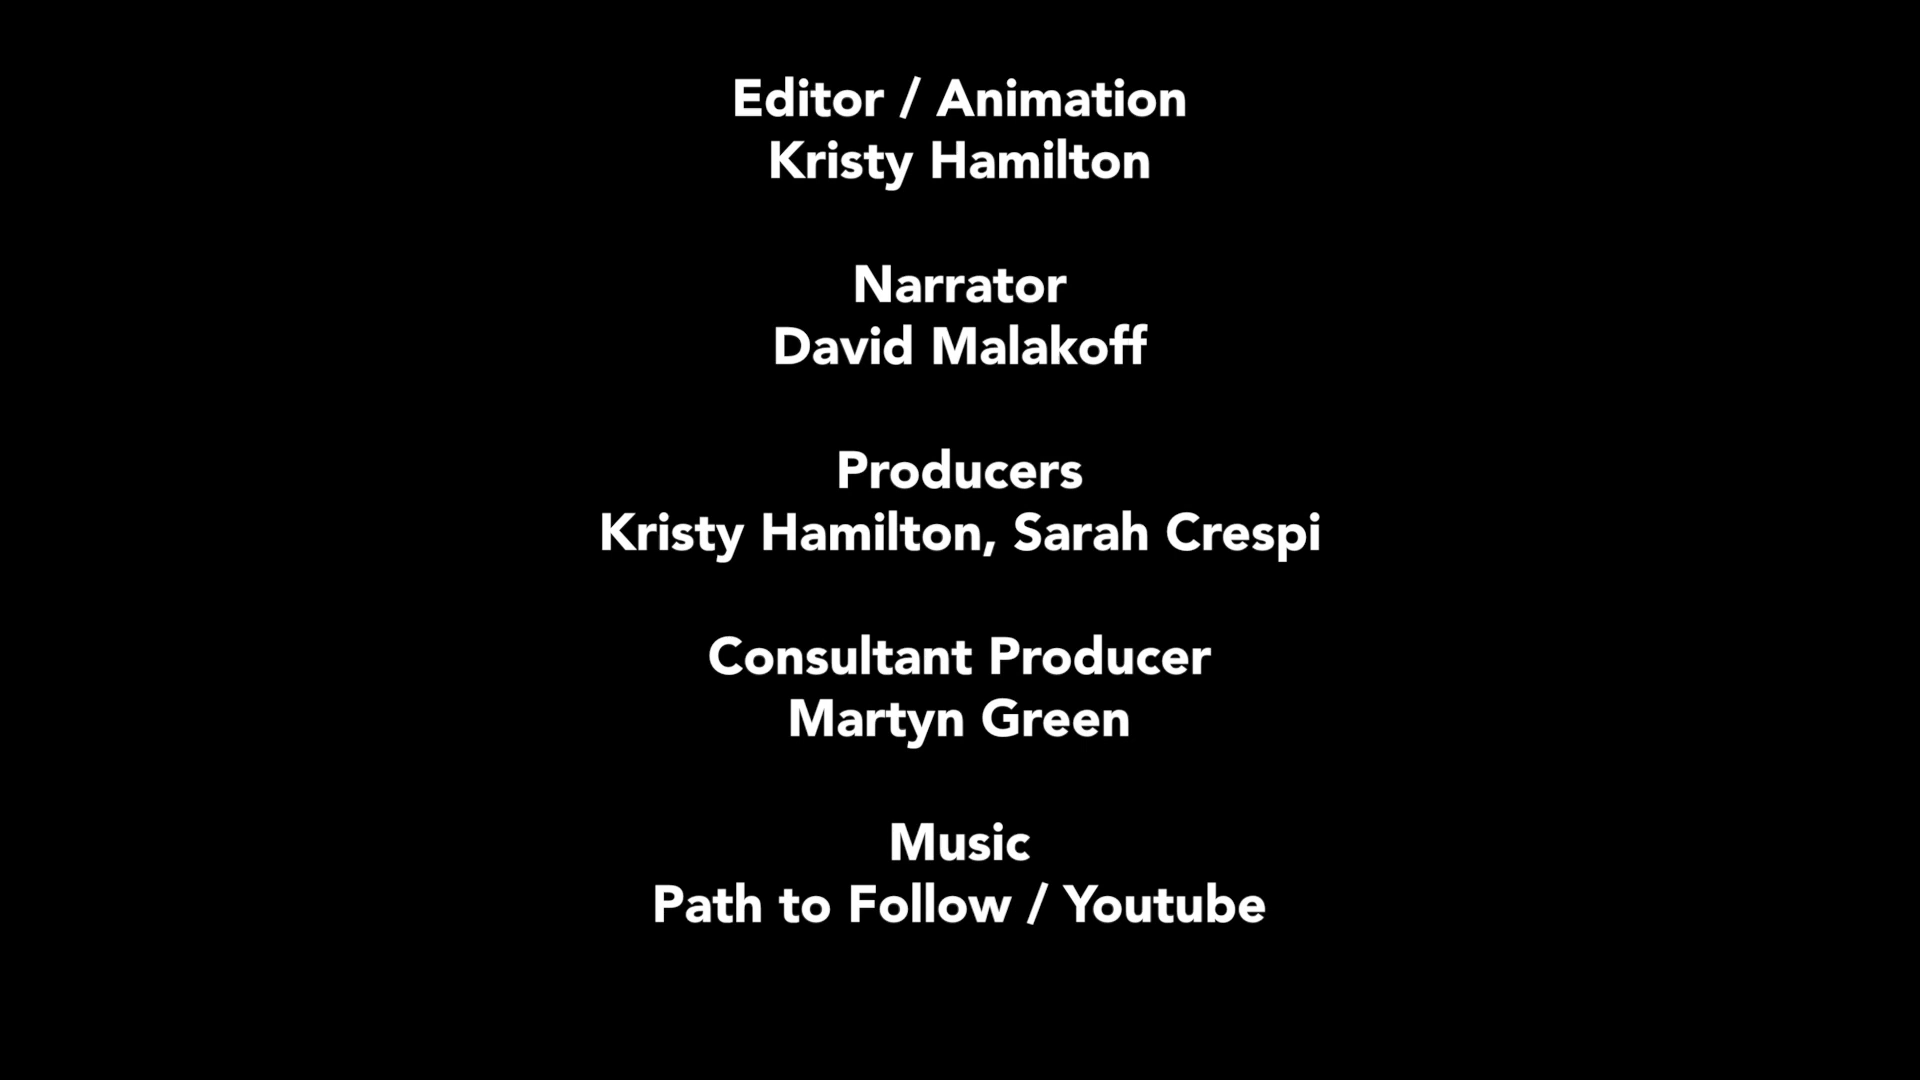 Editor / Animation
Kristy Hamilton
Narrator
David Malakoff
Producers
Kristy Hamilton, Sarah Crespi
Consultant Producer
Martyn Green
Music
Path to Follow / Youtube